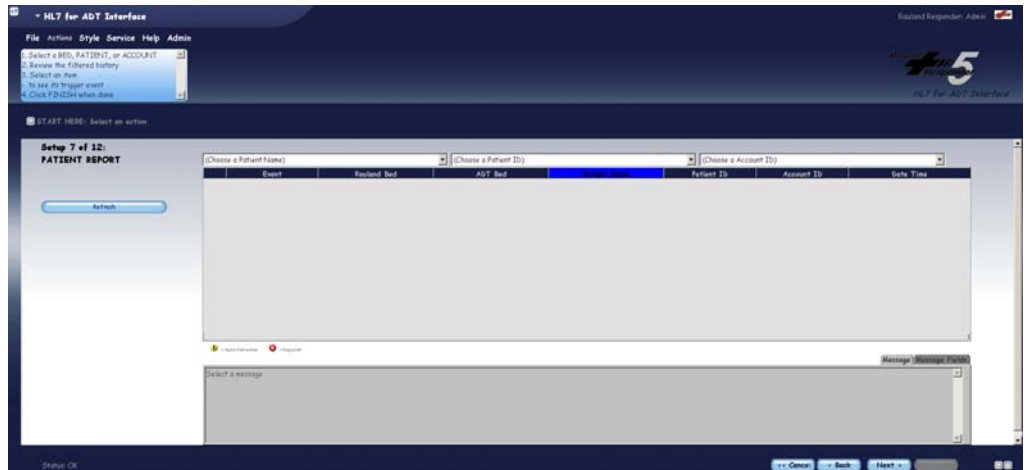 HL7 for ADT Interface
Rauland Responder: Admin
File Actions Style Service Help Admin
1. Select a BED, PATIENT, or ACCOUNT
2. Review the filtered history
3. Select an item
- to see its trigger event
4. Click FINISH when done
Responder 5
HL7 for ADT Interface
START HERE: Select an action
Setup 7 of 12:
PATIENT REPORT
(Choose a Patient Name) (Choose a Patient ID) (Choose a Account ID)
Event Rauland Bed ADT Bed Patient Name Patient ID Account ID Date Time
Refresh
Message Message Fields
Select a message
Status: OK
<< Cancel < Back Next >